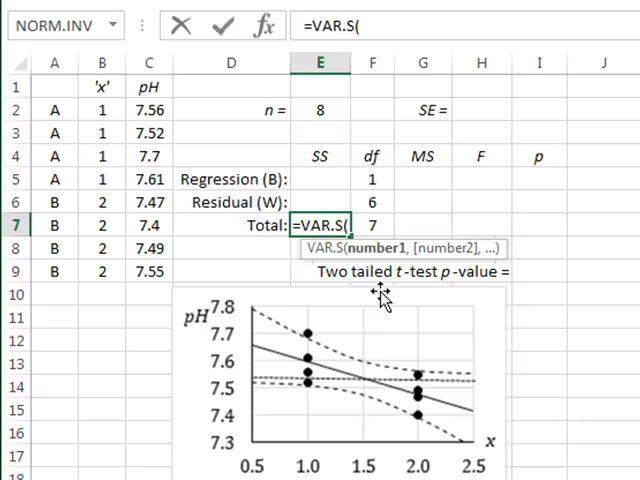 NORM.INV =VAR.S(
A B C D E F G H I J
1 'x' pH
2 A 1 7.56 n = 8 SE =
3 A 1 7.52
4 A 1 7.7 SS df MS F p
5 A 1 7.61 Regression (B): 1
6 B 2 7.47 Residual (W): 6
7 B 2 7.4 Total: =VAR.S( 7
8 B 2 7.49 VAR.S(number1, [number2], ...)
9 B 2 7.55 Two tailed t-test p-value =
10
11
12
13
14
15
16
17
18
pH 7.8
7.7
7.6
7.5
7.4
7.3
x
0.5 1.0 1.5 2.0 2.5